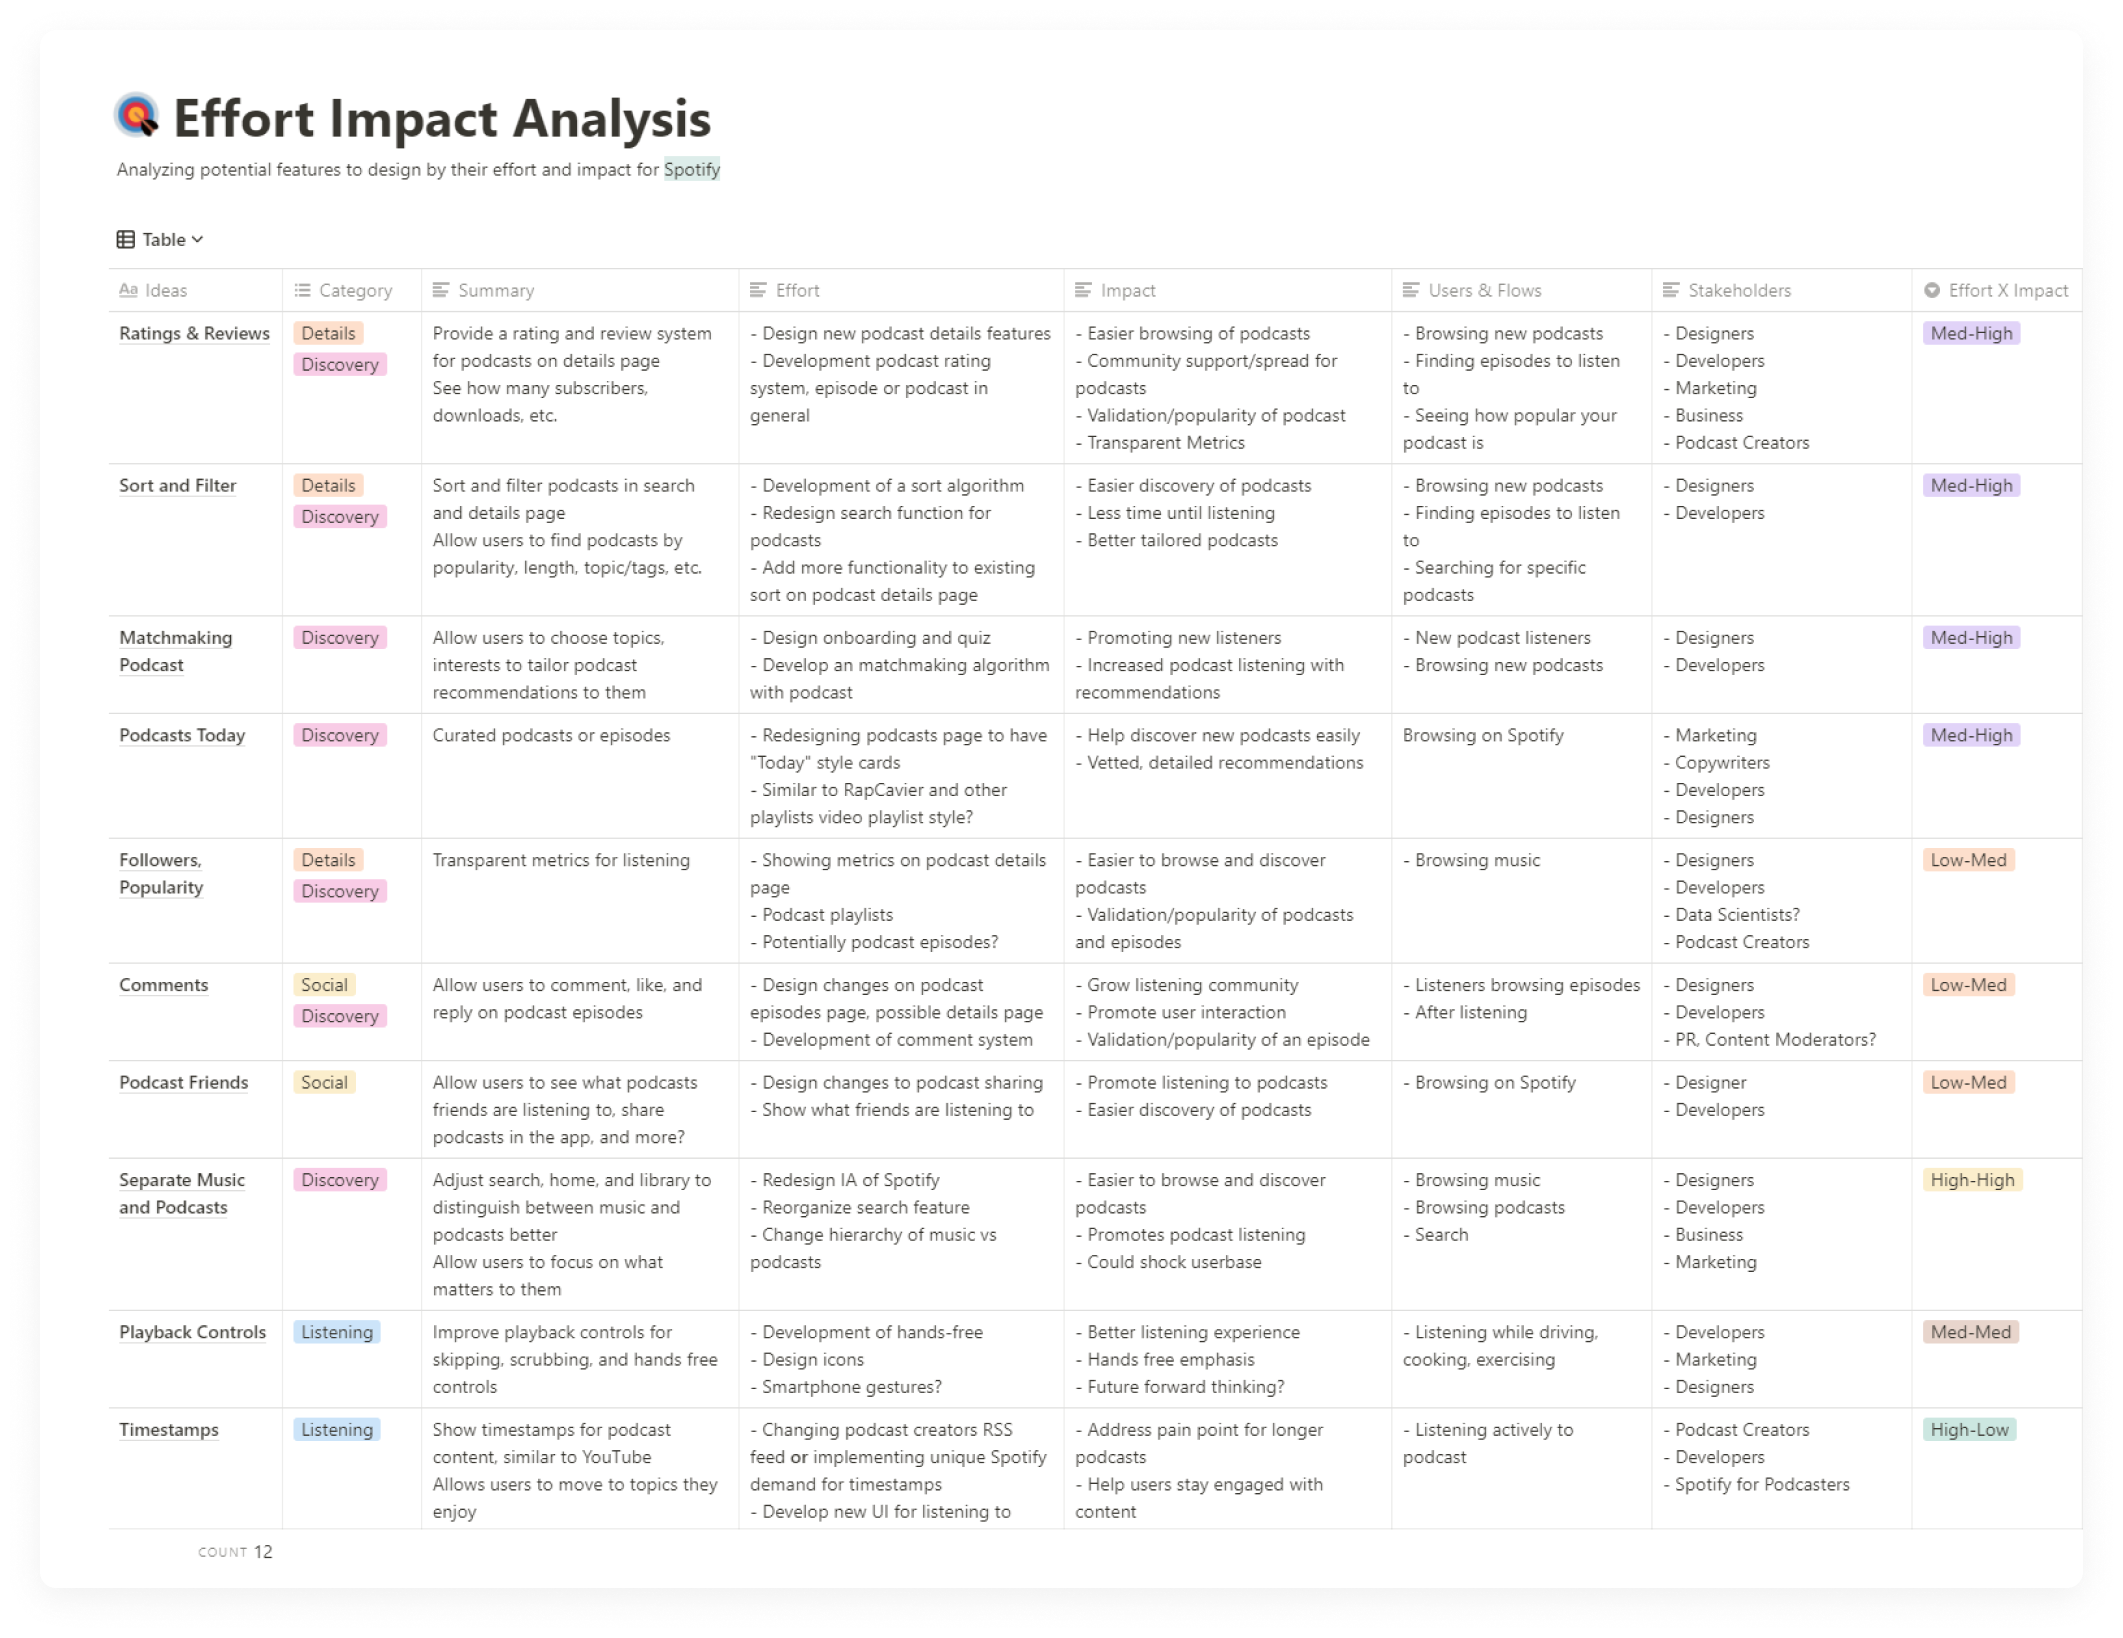 Effort Impact Analysis
Analyzing potential features to design by their effort and impact for Spotify
Table
Aa Ideas
Category
Summary
Effort
Impact
Users & Flows
Stakeholders
Effort X Impact
Ratings & Reviews
Details
Discovery
Provide a rating and review system
for podcasts on details page
See how many subscribers,
downloads, etc.
- Design new podcast details features
- Development podcast rating
system, episode or podcast in
general
- Easier browsing of podcasts
- Community support/spread for
podcasts
- Validation/popularity of podcast
- Transparent Metrics
- Browsing new podcasts
- Finding episodes to listen
to
- Seeing how popular your
podcast is
- Designers
- Developers
- Marketing
- Business
- Podcast Creators
Med-High
Sort and Filter
Details
Discovery
Sort and filter podcasts in search
and details page
Allow users to find podcasts by
popularity, length, topic/tags, etc.
- Development of a sort algorithm
- Redesign search function for
podcasts
- Add more functionality to existing
sort on podcast details page
- Easier discovery of podcasts
- Less time until listening
- Better tailored podcasts
- Browsing new podcasts
- Finding episodes to listen
to
- Searching for specific
podcasts
- Designers
- Developers
Med-High
Matchmaking
Podcast
Discovery
Allow users to choose topics,
interests to tailor podcast
recommendations to them
- Design onboarding and quiz
- Develop an matchmaking algorithm
with podcast
- Promoting new listeners
- Increased podcast listening with
recommendations
- New podcast listeners
- Browsing new podcasts
- Designers
- Developers
Med-High
Podcasts Today
Discovery
Curated podcasts or episodes
- Redesigning podcasts page to have
"Today" style cards
- Similar to RapCavier and other
playlists video playlist style?
- Help discover new podcasts easily
- Vetted, detailed recommendations
Browsing on Spotify
- Marketing
- Copywriters
- Developers
- Designers
Med-High
Followers,
Popularity
Details
Discovery
Transparent metrics for listening
- Showing metrics on podcast details
page
- Podcast playlists
- Potentially podcast episodes?
- Easier to browse and discover
podcasts
- Validation/popularity of podcasts
and episodes
- Browsing music
- Designers
- Developers
- Data Scientists?
- Podcast Creators
Low-Med
Comments
Social
Discovery
Allow users to comment, like, and
reply on podcast episodes
- Design changes on podcast
episodes page, possible details page
- Development of comment system
- Grow listening community
- Promote user interaction
- Validation/popularity of an episode
- Listeners browsing episodes
- After listening
- Designers
- Developers
- PR, Content Moderators?
Low-Med
Podcast Friends
Social
Allow users to see what podcasts
friends are listening to, share
podcasts in the app, and more?
- Design changes to podcast sharing
- Show what friends are listening to
- Promote listening to podcasts
- Easier discovery of podcasts
- Browsing on Spotify
- Designer
- Developers
Low-Med
Separate Music
and Podcasts
Discovery
Adjust search, home, and library to
distinguish between music and
podcasts better
Allow users to focus on what
matters to them
- Redesign IA of Spotify
- Reorganize search feature
- Change hierarchy of music vs
podcasts
- Easier to browse and discover
podcasts
- Promotes podcast listening
- Could shock userbase
- Browsing music
- Browsing podcasts
- Search
- Designers
- Developers
- Business
- Marketing
High-High
Playback Controls
Listening
Improve playback controls for
skipping, scrubbing, and hands free
controls
- Development of hands-free
- Design icons
- Smartphone gestures?
- Better listening experience
- Hands free emphasis
- Future forward thinking?
- Listening while driving,
cooking, exercising
- Developers
- Marketing
- Designers
Med-Med
Timestamps
Listening
Show timestamps for podcast
content, similar to YouTube
Allows users to move to topics they
enjoy
- Changing podcast creators RSS
feed or implementing unique Spotify
demand for timestamps
- Develop new UI for listening to
- Address pain point for longer
podcasts
- Help users stay engaged with
content
- Listening actively to
podcast
- Podcast Creators
- Developers
- Spotify for Podcasters
High-Low
COUNT 12